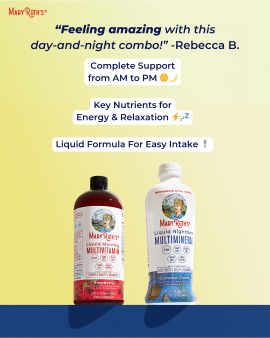 MARYRUTH'S®
“Feeling amazing with this
day-and-night combo!” -Rebecca B.
Complete Support
from AM to PM
Key Nutrients for
Energy & Relaxation
Liquid Formula For Easy Intake
MARYRUTH'S
Liquid Morning
MULTIVITAMIN
Raspberry
MARYRUTH'S
Liquid Nighttime
MULTIMINERAL